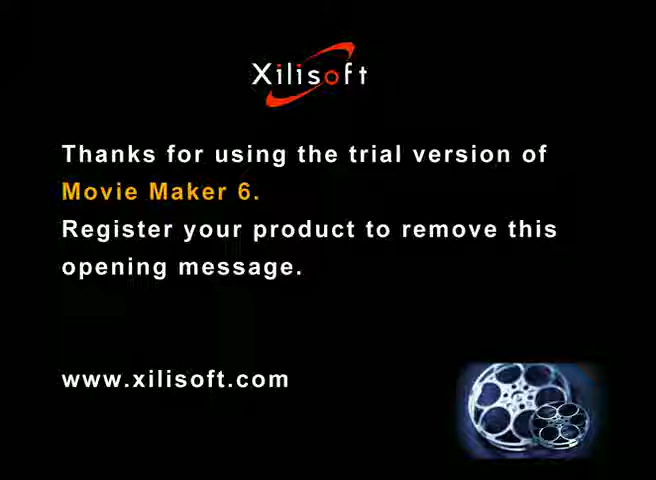 Xilisoft
Thanks for using the trial version of
Movie Maker 6.
Register your product to remove this
opening message.
www.xilisoft.com